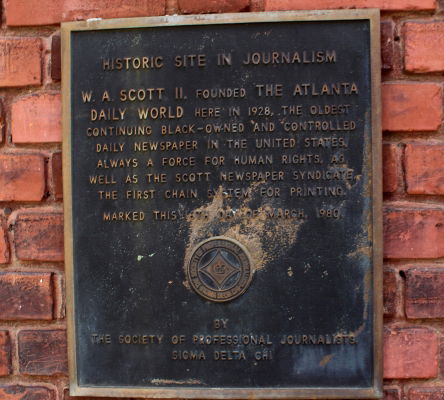 HISTORIC SITE IN JOURNALISM
W. A. SCOTT II. FOUNDED THE ATLANTA
DAILY WORLD HERE IN 1928, THE OLDEST
CONTINUING BLACK-OWNED AND CONTROLLED
DAILY NEWSPAPER IN THE UNITED STATES,
ALWAYS A FORCE FOR HUMAN RIGHTS, AS
WELL AS THE SCOTT NEWSPAPER SYNDICATE,
THE FIRST CHAIN SYSTEM FOR PRINTING.
MARKED THIS DAY OF MARCH, 1980
BY
THE SOCIETY OF PROFESSIONAL JOURNALISTS,
SIGMA DELTA CHI